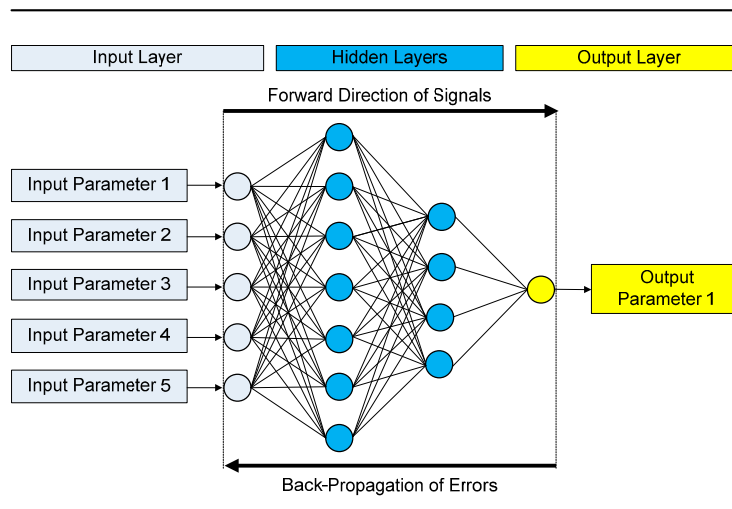 Input Layer
Hidden Layers
Output Layer
Forward Direction of Signals
Input Parameter 1
Input Parameter 2
Input Parameter 3
Input Parameter 4
Input Parameter 5
Output
Parameter 1
Back-Propagation of Errors